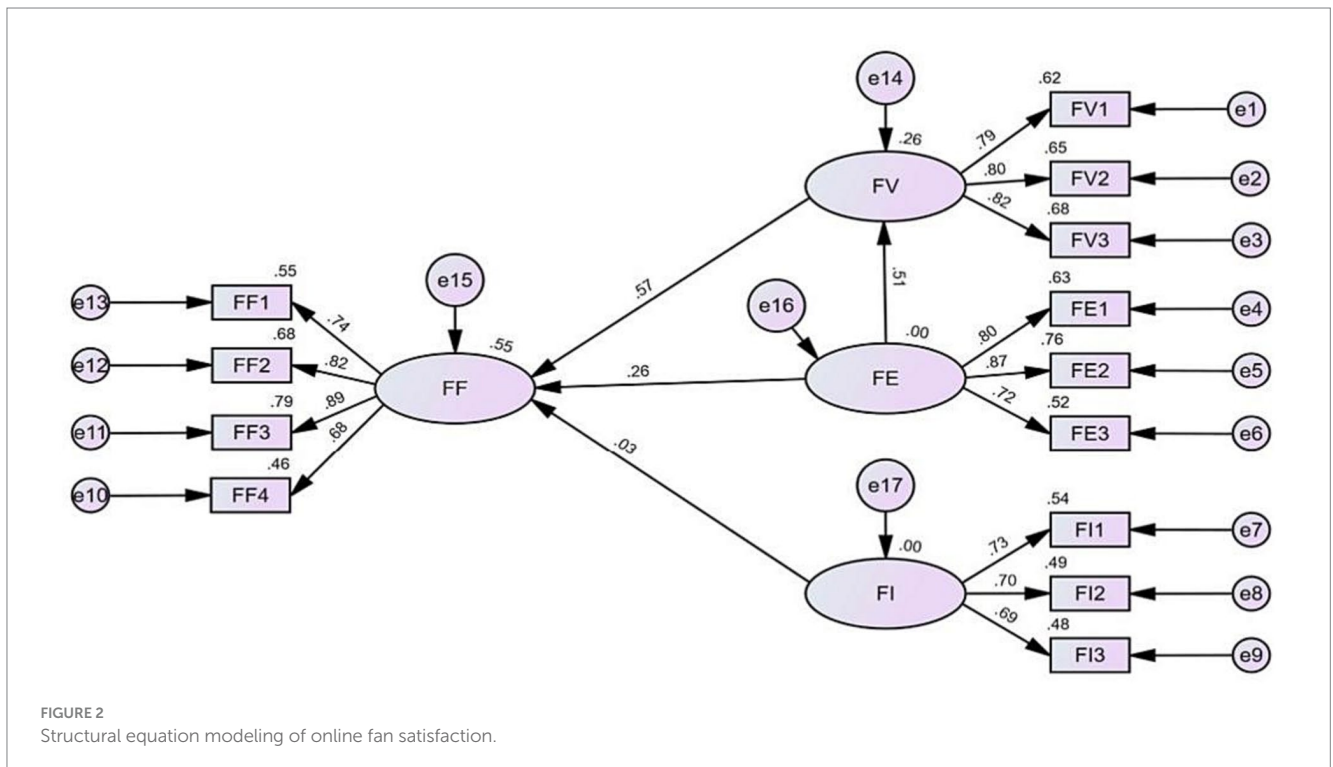 e14
.62
FV1
e1
.26
.79
.65
FV
.80
FV2
e2
.82
.68
FV3
e3
.55
e15
.57
.51
.63
e13
FF1
e16
FE1
e4
.74
.68
.55
.00
.80
.76
e12
FF2
.82
FF
.26
FE
.87
FE2
e5
.79
.89
.72
.52
e11
FF3
FE3
e6
.68
.46
.03
e10
FF4
e17
.54
.00
.73
FI1
e7
.49
FI
.70
FI2
e8
.69
.48
FI3
e9
FIGURE 2
Structural equation modeling of online fan satisfaction.